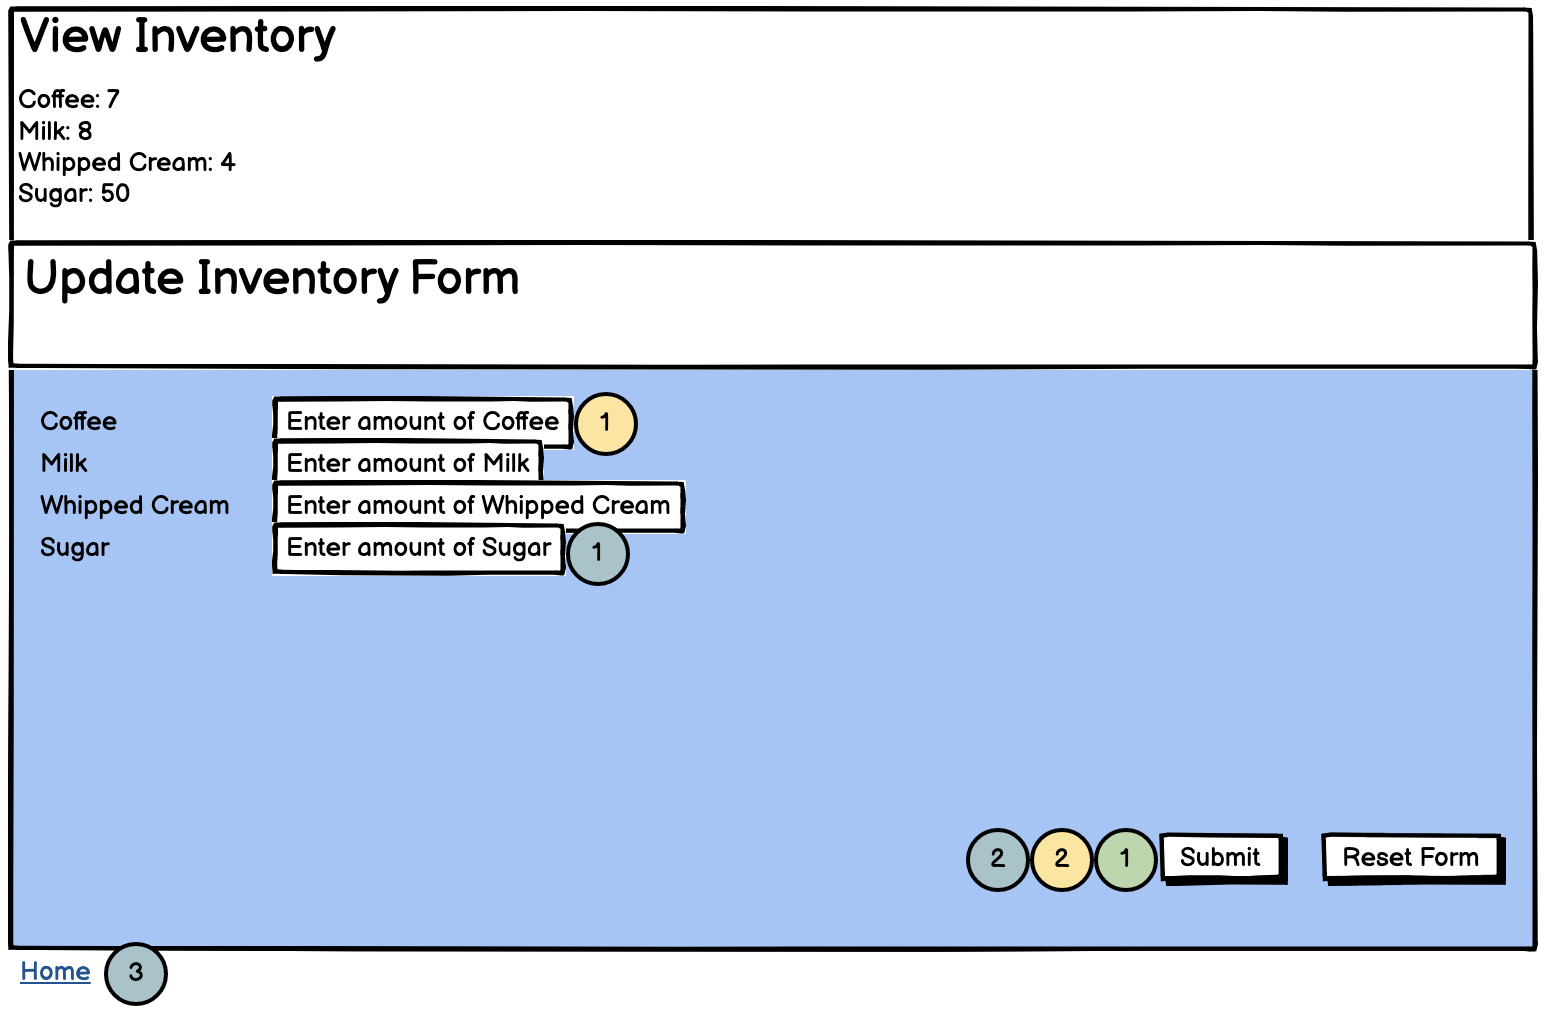 View Inventory
Coffee: 7
Milk: 8
Whipped Cream: 4
Sugar: 50
Update Inventory Form
Coffee Enter amount of Coffee 1
Milk Enter amount of Milk
Whipped Cream Enter amount of Whipped Cream
Sugar Enter amount of Sugar 1
2 2 1 Submit Reset Form
Home 3